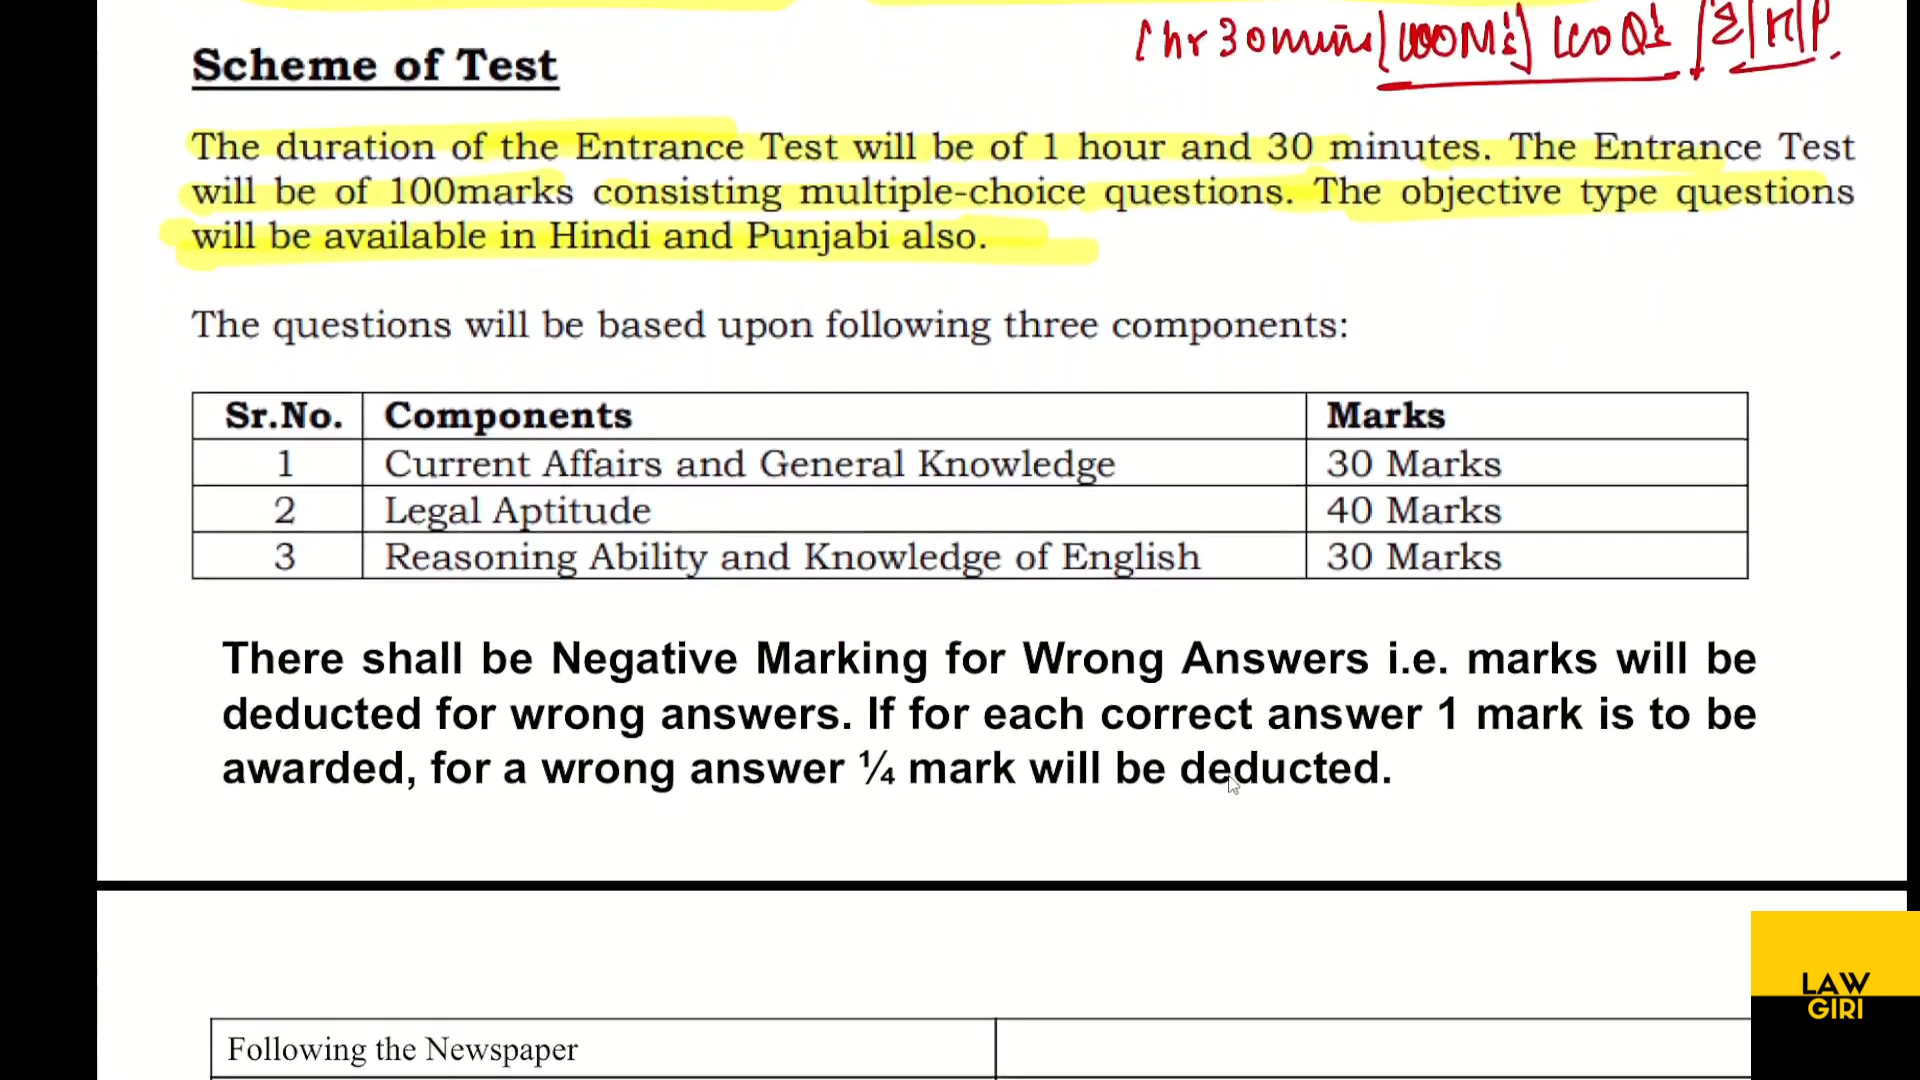 1 hr 30 mins | 100 M's | 100 Q's / E | H | P.
Scheme of Test
The duration of the Entrance Test will be of 1 hour and 30 minutes. The Entrance Test
will be of 100marks consisting multiple-choice questions. The objective type questions
will be available in Hindi and Punjabi also.
The questions will be based upon following three components:
Sr.No. Components Marks
1 Current Affairs and General Knowledge 30 Marks
2 Legal Aptitude 40 Marks
3 Reasoning Ability and Knowledge of English 30 Marks
There shall be Negative Marking for Wrong Answers i.e. marks will be
deducted for wrong answers. If for each correct answer 1 mark is to be
awarded, for a wrong answer ¼ mark will be deducted.
Following the Newspaper
LAW
GIRI